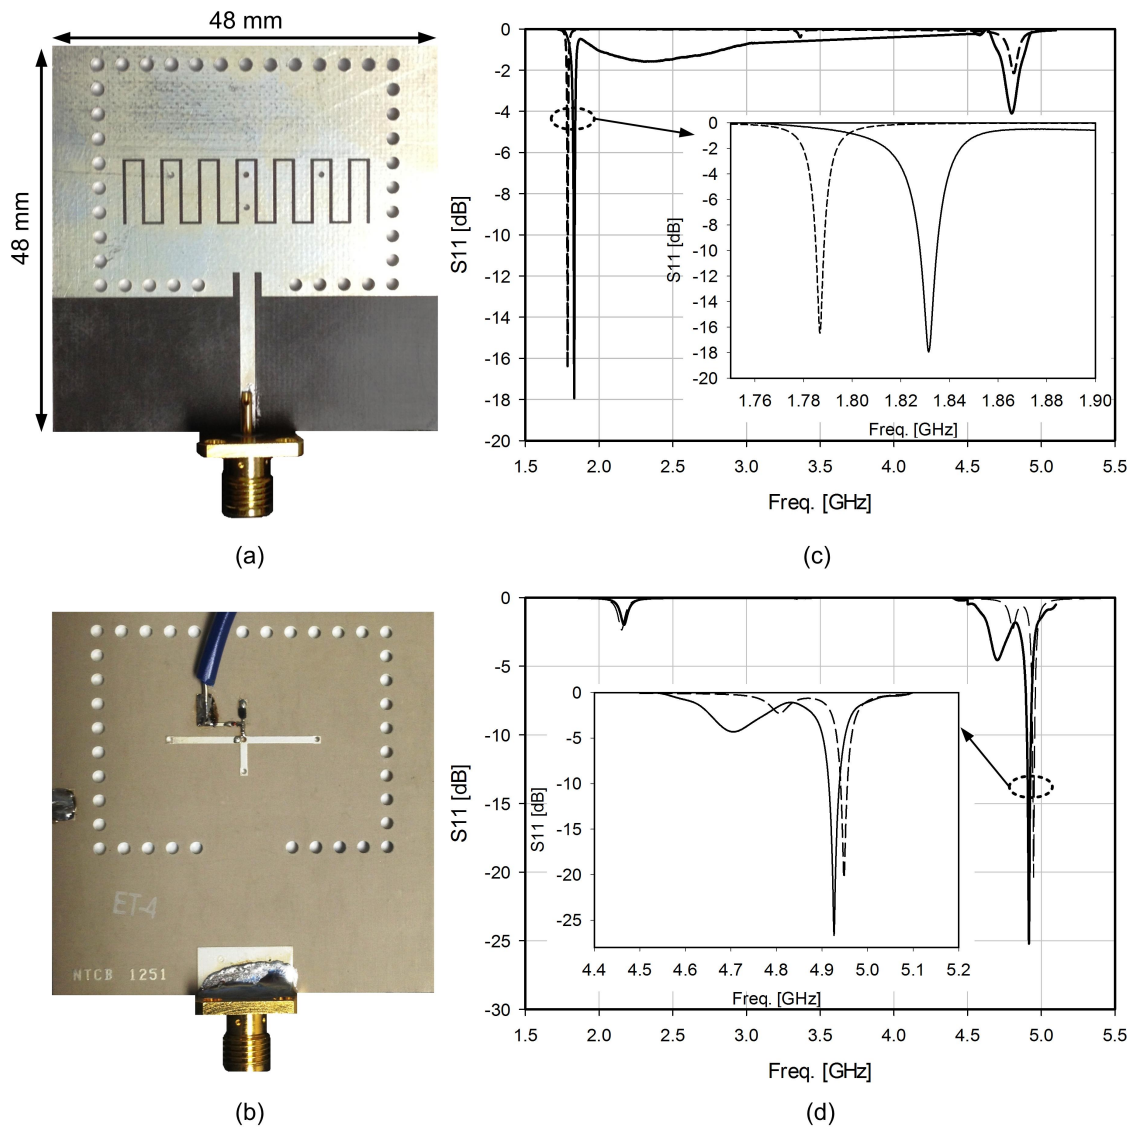 48 mm
48 mm
(a)
0
-2
-4
-6
-8
-10
-12
-14
-16
-18
-20
S11 [dB]
1.5 2.0 2.5 3.0 3.5 4.0 4.5 5.0 5.5
Freq. [GHz]
0
-2
-4
-6
-8
-10
-12
-14
-16
-18
-20
S11 [dB]
1.76 1.78 1.80 1.82 1.84 1.86 1.88 1.90
Freq. [GHz]
(c)
ET-4
NTCB 1251
(b)
0
-5
-10
-15
-20
-25
-30
S11 [dB]
1.5 2.0 2.5 3.0 3.5 4.0 4.5 5.0 5.5
Freq. [GHz]
0
-5
-10
-15
-20
-25
S11 [dB]
4.4 4.5 4.6 4.7 4.8 4.9 5.0 5.1 5.2
Freq. [GHz]
(d)